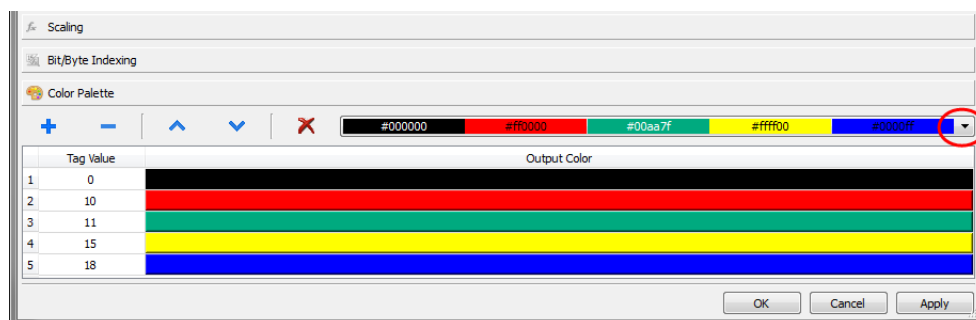 Scaling
Bit/Byte Indexing
Color Palette
#000000 #ff0000 #00aa7f #ffff00 #0000ff
Tag Value Output Color
1 0
2 10
3 11
4 15
5 18
OK Cancel Apply